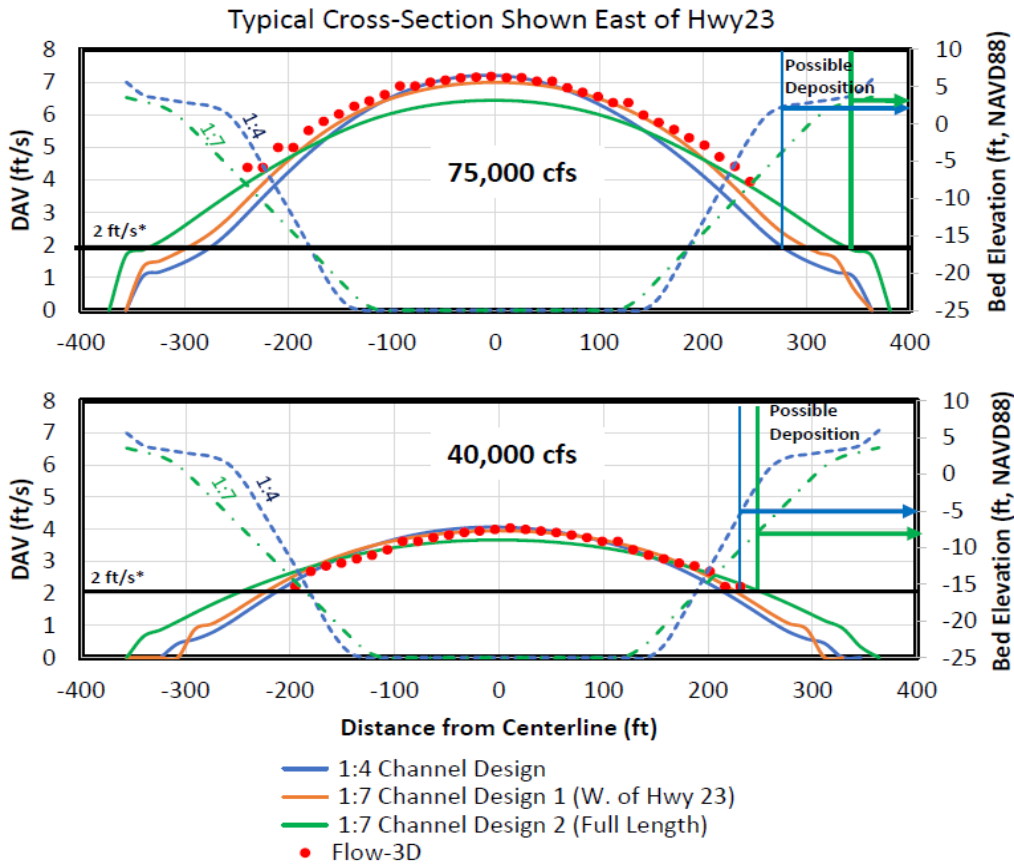 Typical Cross-Section Shown East of Hwy23
8
7
6
5
4
3
2
1
0
DAV (ft/s)
10
5
0
-5
-10
-15
-20
-25
Bed Elevation (ft, NAVD88)
Possible
Deposition
1:4
1:7
75,000 cfs
2 ft/s*
-400 -300 -200 -100 0 100 200 300 400
8
7
6
5
4
3
2
1
0
DAV (ft/s)
10
5
0
-5
-10
-15
-20
-25
Bed Elevation (ft, NAVD88)
Possible
Deposition
40,000 cfs
1:4
1:7
2 ft/s*
-400 -300 -200 -100 0 100 200 300 400
Distance from Centerline (ft)
1:4 Channel Design
1:7 Channel Design 1 (W. of Hwy 23)
1:7 Channel Design 2 (Full Length)
Flow-3D